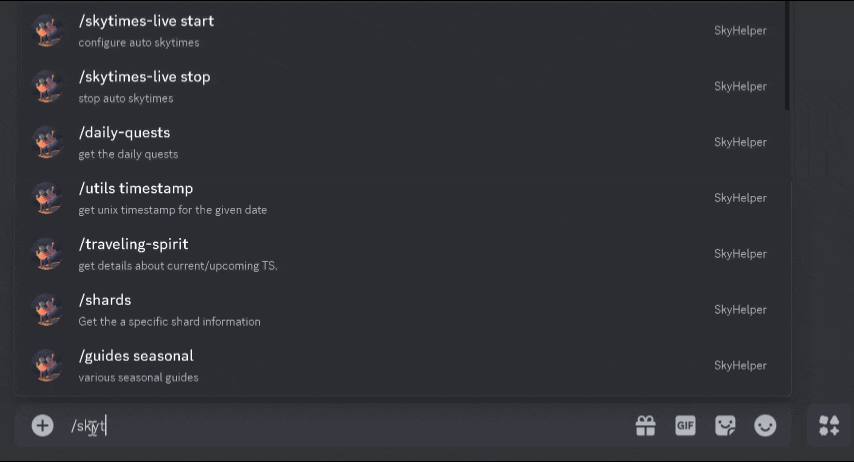 /skytimes-live start
configure auto skytimes
SkyHelper
/skytimes-live stop
stop auto skytimes
SkyHelper
/daily-quests
get the daily quests
SkyHelper
/utils timestamp
get unix timestamp for the given date
SkyHelper
/traveling-spirit
get details about current/upcoming TS.
SkyHelper
/shards
Get the a specific shard information
SkyHelper
/guides seasonal
various seasonal guides
SkyHelper
/skyt
GIF